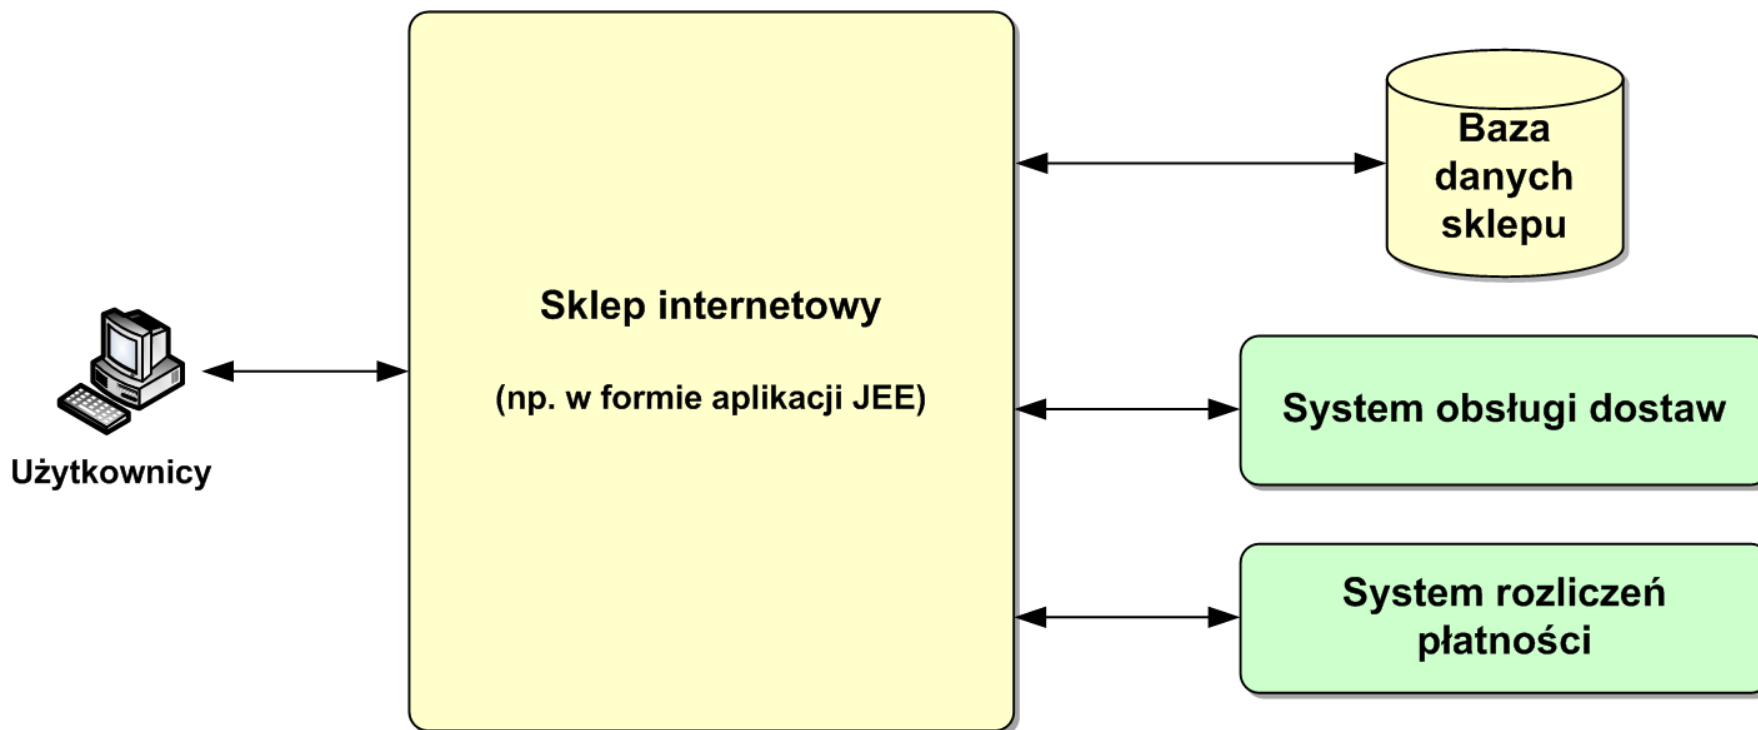 Użytkownicy
Sklep internetowy
(np. w formie aplikacji JEE)
Baza
danych
sklepu
System obsługi dostaw
System rozliczeń
płatności